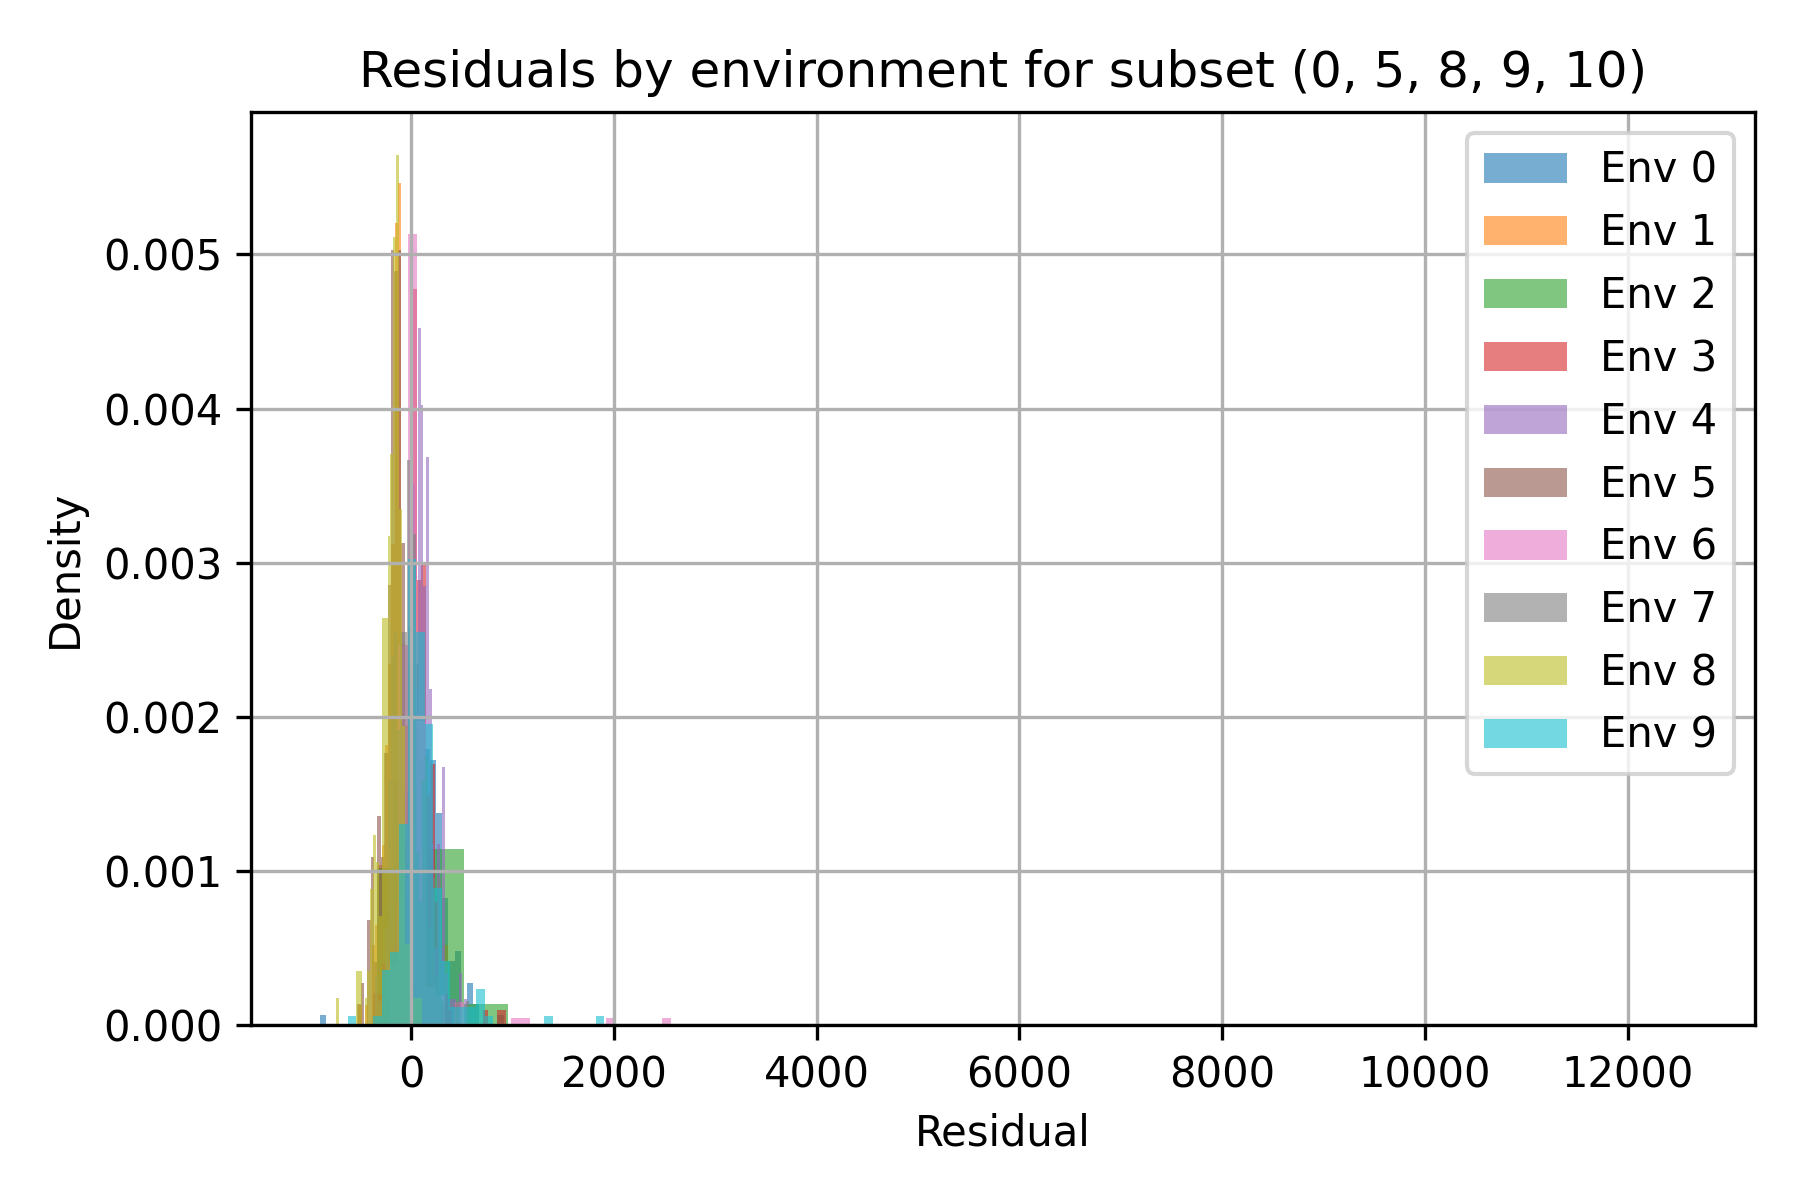 Residuals by environment for subset (0, 5, 8, 9, 10)
Density
0.005
0.004
0.003
0.002
0.001
0.000
0 2000 4000 6000 8000 10000 12000
Residual
Env 0
Env 1
Env 2
Env 3
Env 4
Env 5
Env 6
Env 7
Env 8
Env 9